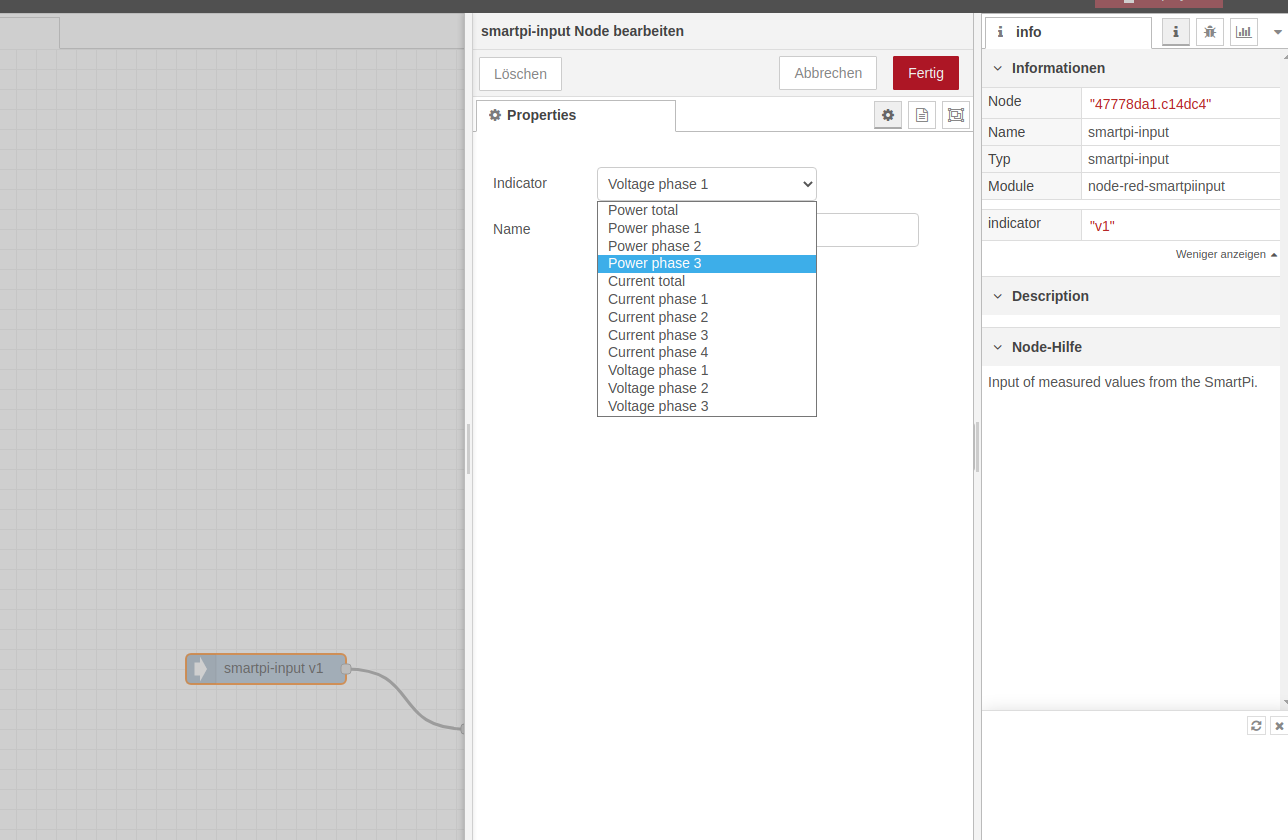 smartpi-input Node bearbeiten
Löschen
Abbrechen
Fertig
Properties
Indicator
Voltage phase 1
Power total
Power phase 1
Power phase 2
Power phase 3
Current total
Current phase 1
Current phase 2
Current phase 3
Current phase 4
Voltage phase 1
Voltage phase 2
Voltage phase 3
Name
smartpi-input v1
info
Informationen
Node "47778da1.c14dc4"
Name smartpi-input
Typ smartpi-input
Module node-red-smartpiinput
indicator "v1"
Weniger anzeigen
Description
Node-Hilfe
Input of measured values from the SmartPi.